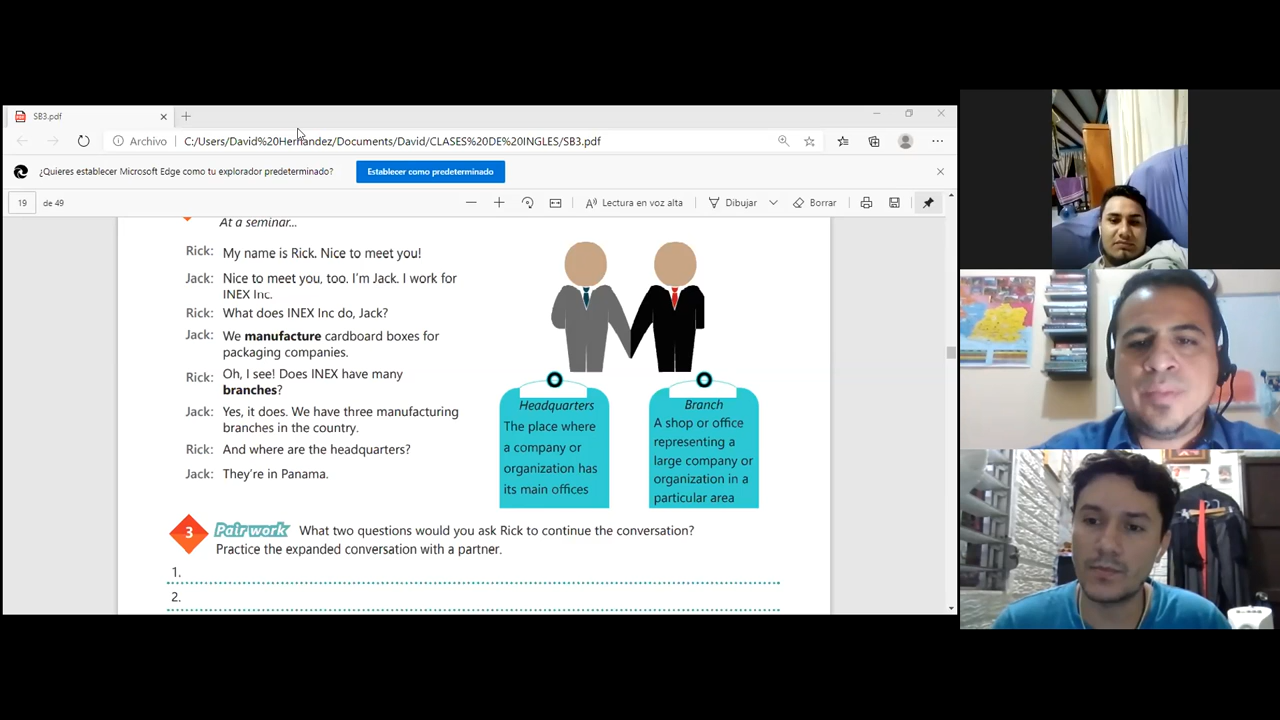 SB3.pdf
Archivo
C:/Users/David%20Hernandez/Documents/David/CLASES%20DE%20INGLES/SB3.pdf
¿Quieres establecer Microsoft Edge como tu explorador predeterminado?
Establecer como predeterminado
19 de 49
Lectura en voz alta
Dibujar
Borrar
At a seminar...
Rick: My name is Rick. Nice to meet you!
Jack: Nice to meet you, too. I'm Jack. I work for
INEX Inc.
Rick: What does INEX Inc do, Jack?
Jack: We manufacture cardboard boxes for
packaging companies.
Rick: Oh, I see! Does INEX have many
branches?
Jack: Yes, it does. We have three manufacturing
branches in the country.
Rick: And where are the headquarters?
Jack: They're in Panama.
Headquarters
The place where
a company or
organization has
its main offices
Branch
A shop or office
representing a
large company or
organization in a
particular area
3 Pair work What two questions would you ask Rick to continue the conversation?
Practice the expanded conversation with a partner.
1.
2.